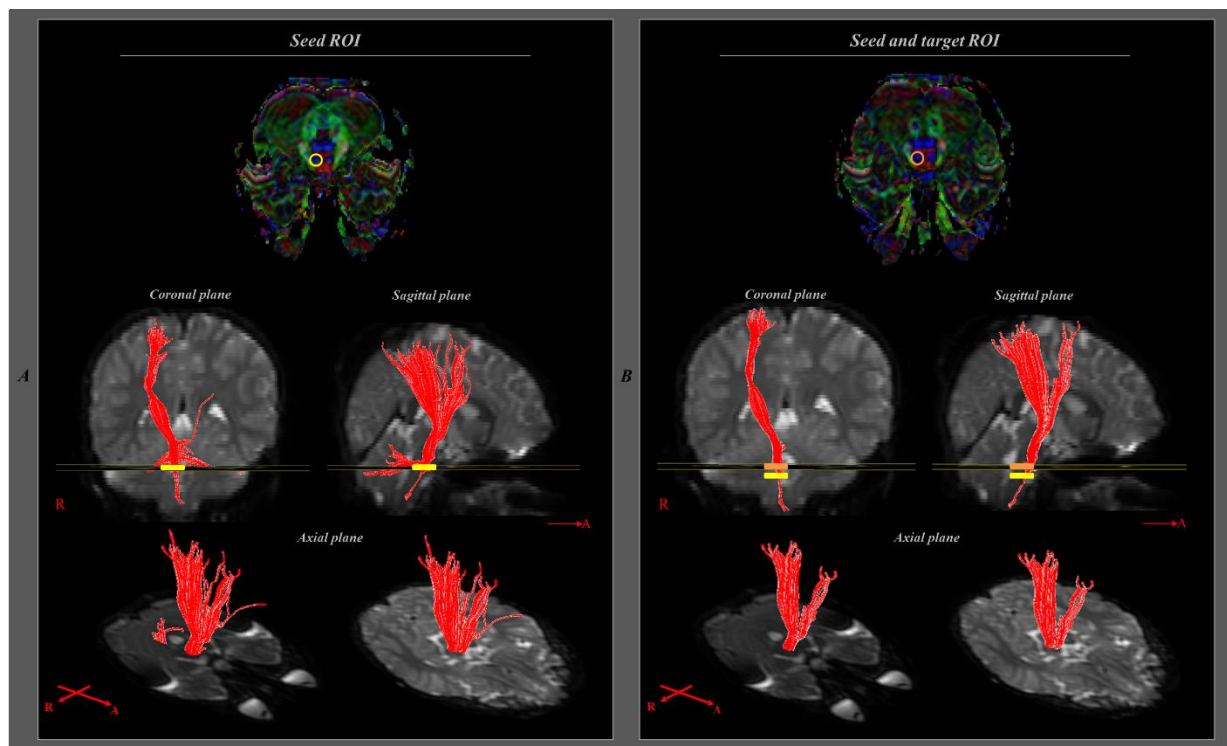 Seed ROI
Coronal plane
Sagittal plane
A
R
A
Axial plane
R
A
Seed and target ROI
Coronal plane
Sagittal plane
B
R
A
Axial plane
R
A